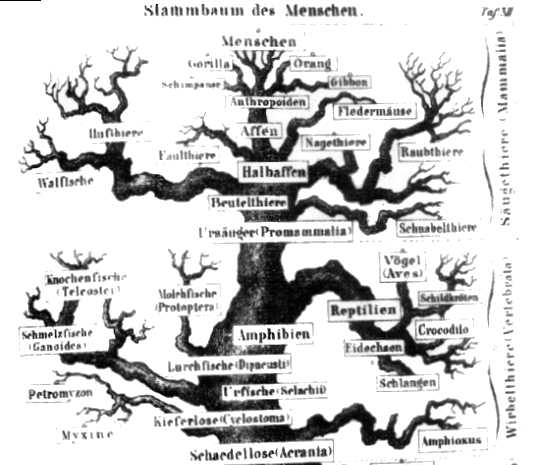 Stammbaum des Menschen.
Taf. XII
Menschen
Gorilla
Orang
Schimpanse
Gibbon
Anthropoiden
Fledermäuse
Hufthiere
Affen
Nagethiere
Faulthiere
Raubthiere
Walfische
Halbaffen
Beutelthiere
Ursäuger (Promammalia)
Schnabelthiere
Säugethiere (Mammalia)
Knochenfische
(Teleostei)
Molchfische
(Protoptera)
Vögel
(Aves)
Schildkröten
Reptilien
Crocodile
Schmelzfische
(Ganoides)
Amphibien
Eidechsen
Lurchfische (Dipneusti)
Schlangen
Petromyzon
Urfische (Selachii)
Kieferlose (Cyclostoma)
Myxine
Amphioxus
Schaedellose (Acrania)
Wirbelthiere (Vertebrata)